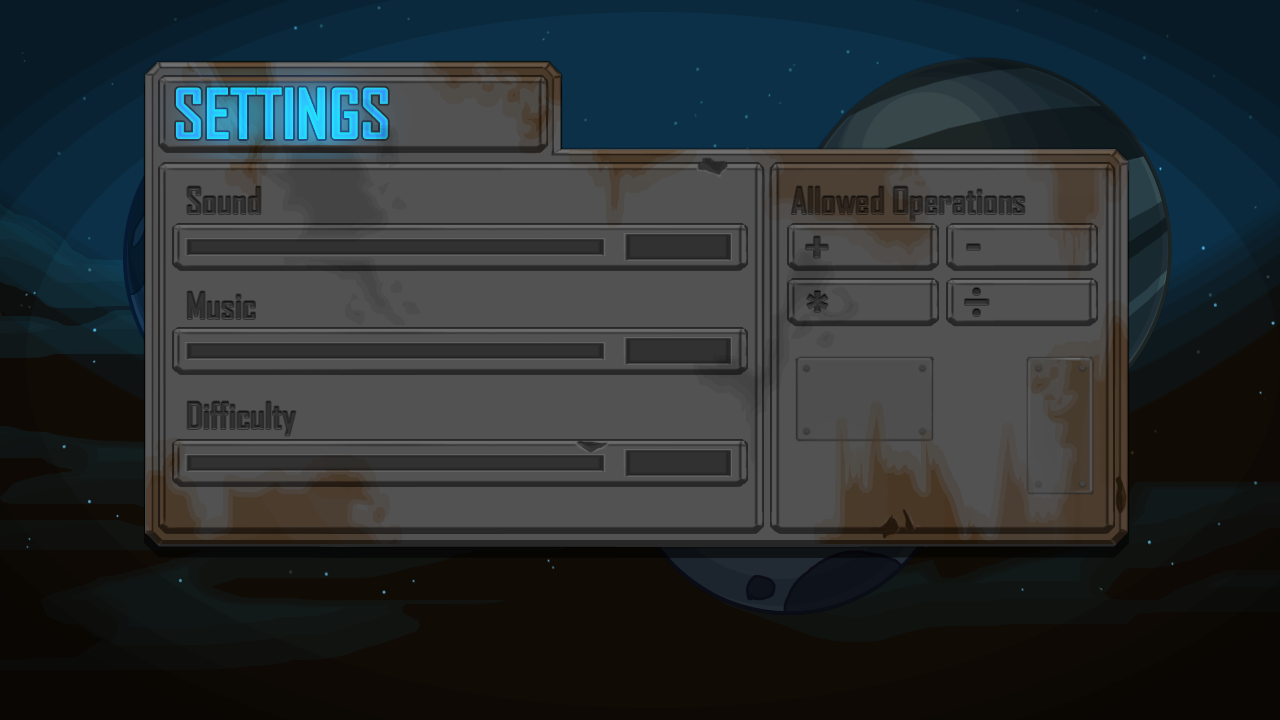 SETTINGS
Sound
Music
Difficulty
Allowed Operations
+ -
* ÷